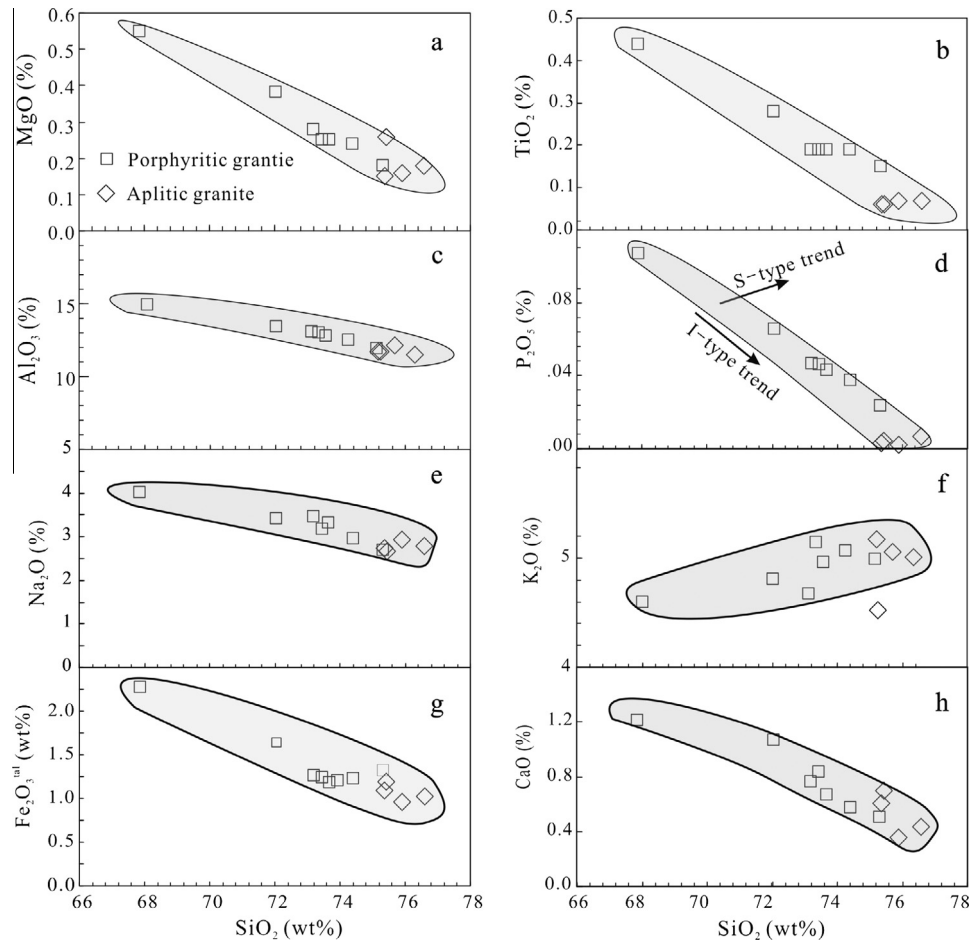 a
MgO (%)
0.6
0.5
0.4
0.3
0.2
0.1
0.0
Porphyritic grantie
Aplitic granite
b
TiO2 (%)
0.5
0.4
0.3
0.2
0.1
0.0
c
Al2O3 (%)
15
10
5
d
P2O5 (%)
.08
.04
.00
S-type trend
I-type trend
e
Na2O (%)
5
4
3
2
1
0
f
K2O (%)
5
4
g
Fe2O3tal (wt%)
2.0
1.5
1.0
0.5
0.0
66 68 70 72 74 76 78
SiO2 (wt%)
h
CaO (%)
1.2
0.8
0.4
0.0
66 68 70 72 74 76 78
SiO2 (wt%)